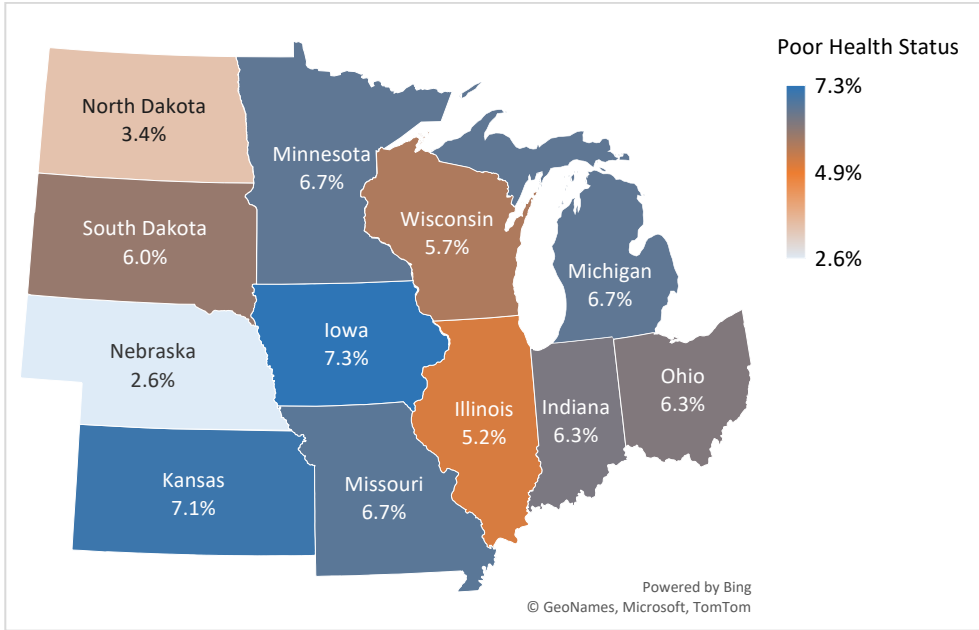 Poor Health Status
7.3%
4.9%
2.6%
North Dakota
3.4%
Minnesota
6.7%
South Dakota
6.0%
Wisconsin
5.7%
Michigan
6.7%
Nebraska
2.6%
Iowa
7.3%
Illinois
5.2%
Indiana
6.3%
Ohio
6.3%
Kansas
7.1%
Missouri
6.7%
Powered by Bing
© GeoNames, Microsoft, TomTom